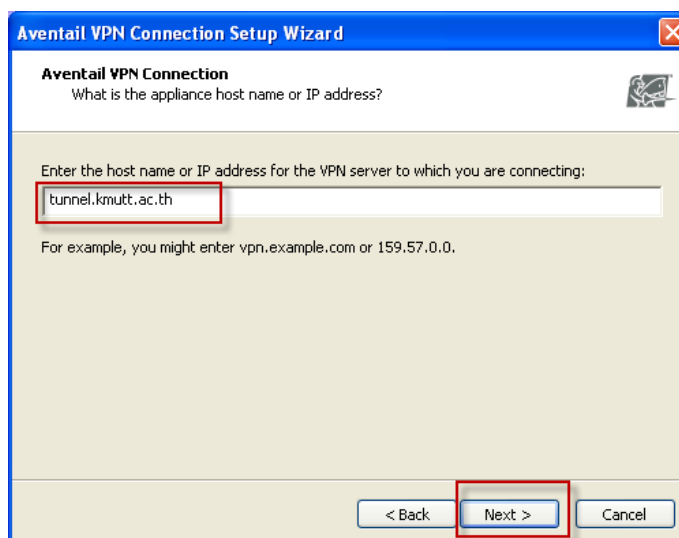 Aventail VPN Connection Setup Wizard
Aventail VPN Connection
What is the appliance host name or IP address?
Enter the host name or IP address for the VPN server to which you are connecting:
tunnel.kmutt.ac.th
For example, you might enter vpn.example.com or 159.57.0.0.
< Back Next > Cancel